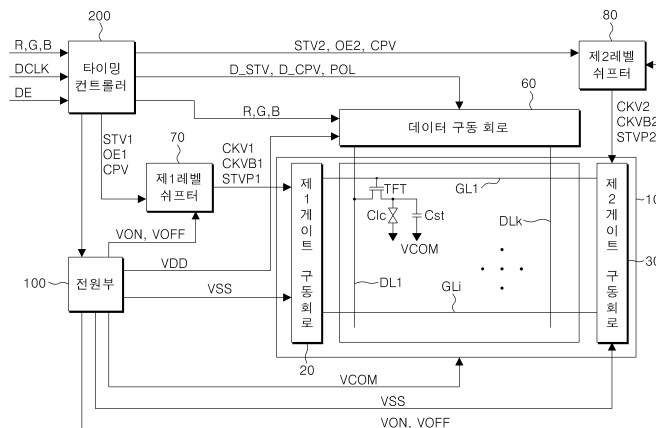 200
80
R,G,B
DCLK
DE
타이밍
컨트롤러
STV2, OE2, CPV
제2레벨
쉬프터
D_STV, D_CPV, POL
60
R,G,B
데이터 구동 회로
CKV2
CKVB2
STVP2
STV1
OE1
CPV
70
제1레벨
쉬프터
CKV1
CKVB1
STVP1
제1게이트 구동회로
TFT
GL1
Clc
Cst
VCOM
DLk
제2게이트 구동회로
10
30
VON, VOFF
VDD
100
전원부
VSS
DL1
GLi
20
VCOM
VSS
VON, VOFF